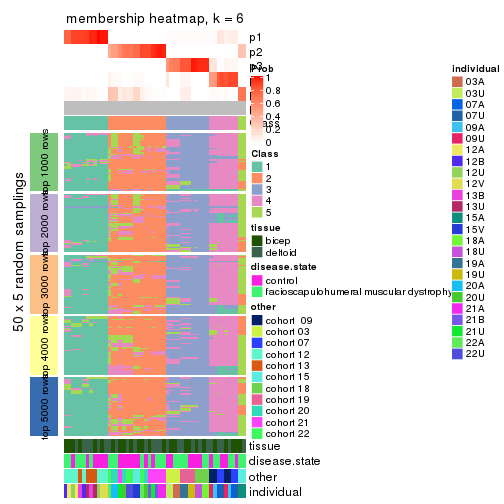 membership heatmap, k = 6
p1
p2
p3
Prob
1
0.8
0.6
0.4
0.2
0
Class
1
2
3
4
5
tissue
bicep
deltoid
disease.state
control
facioscapulohumeral muscular dystrophy
other
cohort 09
cohort 03
cohort 07
cohort 12
cohort 13
cohort 15
cohort 18
cohort 19
cohort 20
cohort 21
cohort 22
individual
03A
03U
07A
07U
09A
09U
12A
12B
12U
12V
13B
13U
15A
15V
18A
18U
19A
19U
20A
20U
21A
21B
21U
22A
22U
50 x 5 random samplings
top 1000 rows
top 2000 rows
top 3000 rows
top 4000 rows
top 5000 rows
tissue
disease.state
other
individual